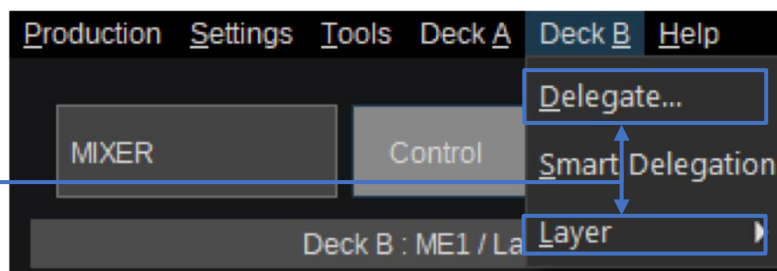 Production Settings Tools Deck A Deck B Help
Delegate...
MIXER Control Smart Delegation
Layer
Deck B : ME1 / La